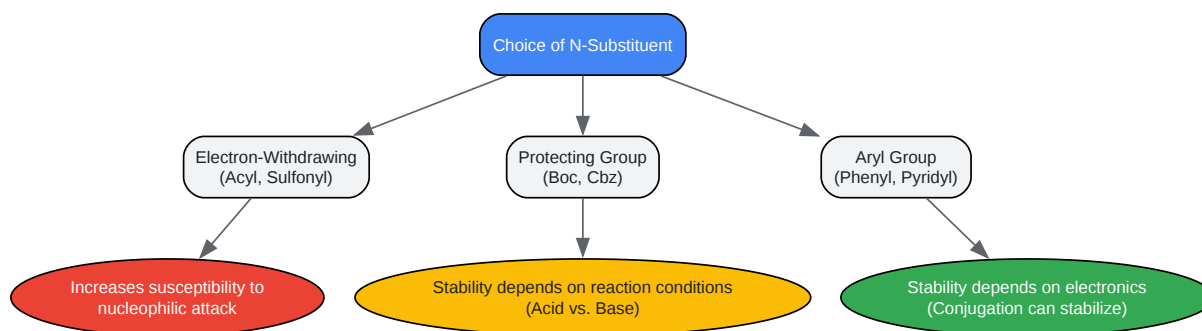 Choice of N-Substituent
Electron-Withdrawing
(Acyl, Sulfonyl)
Protecting Group
(Boc, Cbz)
Aryl Group
(Phenyl, Pyridyl)
Increases susceptibility to
nucleophilic attack
Stability depends on reaction conditions
(Acid vs. Base)
Stability depends on electronics
(Conjugation can stabilize)